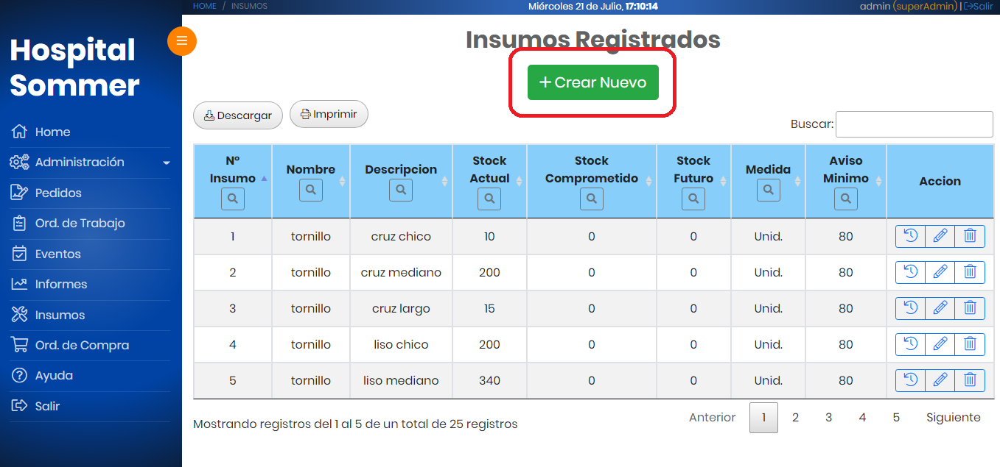 HOME / INSUMOS
Miércoles 21 de Julio, 17:10:14
admin (superAdmin) | Salir
Hospital
Sommer
Home
Administración
Pedidos
Ord. de Trabajo
Eventos
Informes
Insumos
Ord. de Compra
Ayuda
Salir
Insumos Registrados
+ Crear Nuevo
Descargar Imprimir
Buscar:
N° Insumo Nombre Descripcion Stock Actual Stock Comprometido Stock Futuro Medida Aviso Minimo Accion
1 tornillo cruz chico 10 0 0 Unid. 80
2 tornillo cruz mediano 200 0 0 Unid. 80
3 tornillo cruz largo 15 0 0 Unid. 80
4 tornillo liso chico 200 0 0 Unid. 80
5 tornillo liso mediano 340 0 0 Unid. 80
Mostrando registros del 1 al 5 de un total de 25 registros
Anterior 1 2 3 4 5 Siguiente